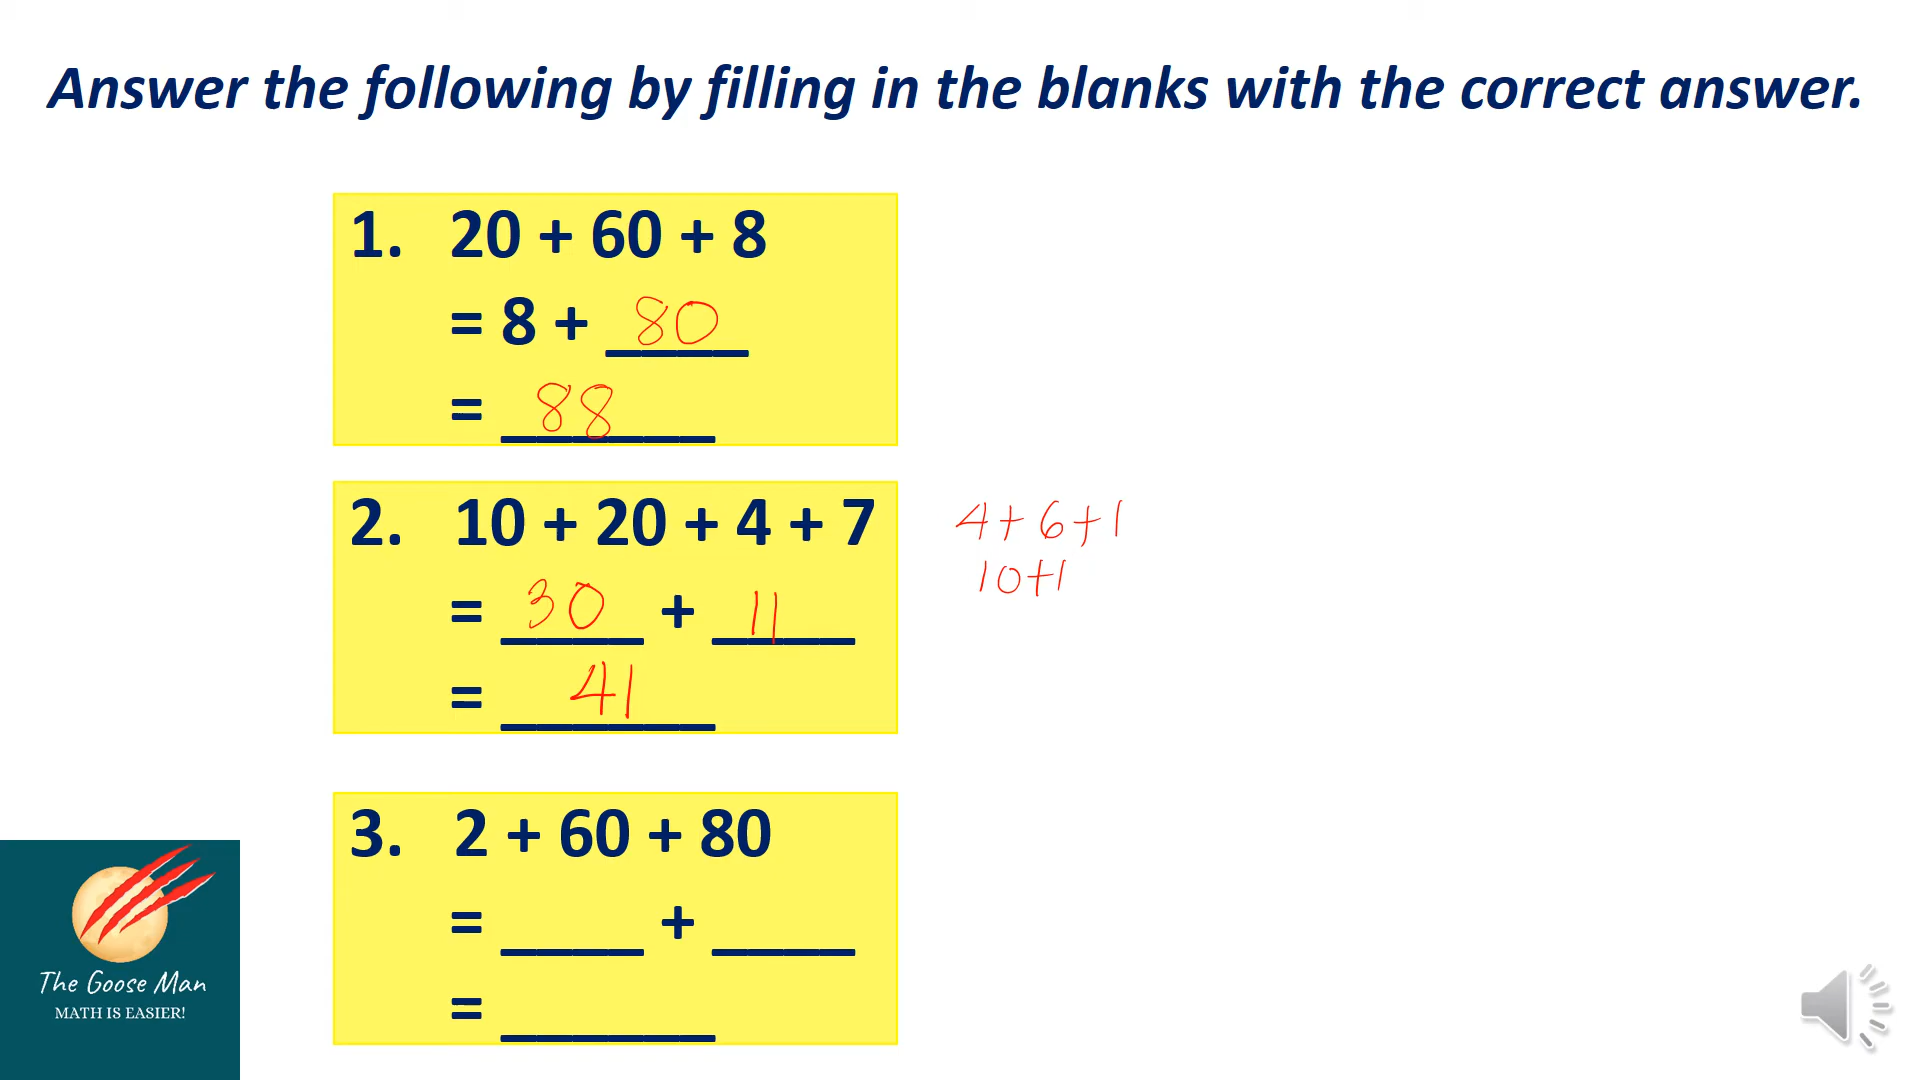 Answer the following by filling in the blanks with the correct answer.
1. 20 + 60 + 8
= 8 + 80
= 88
2. 10 + 20 + 4 + 7
= 30 + 11
= 41
4+6+1
10+1
3. 2 + 60 + 80
= ____ + ____
= ______
The Goose Man
MATH IS EASIER!